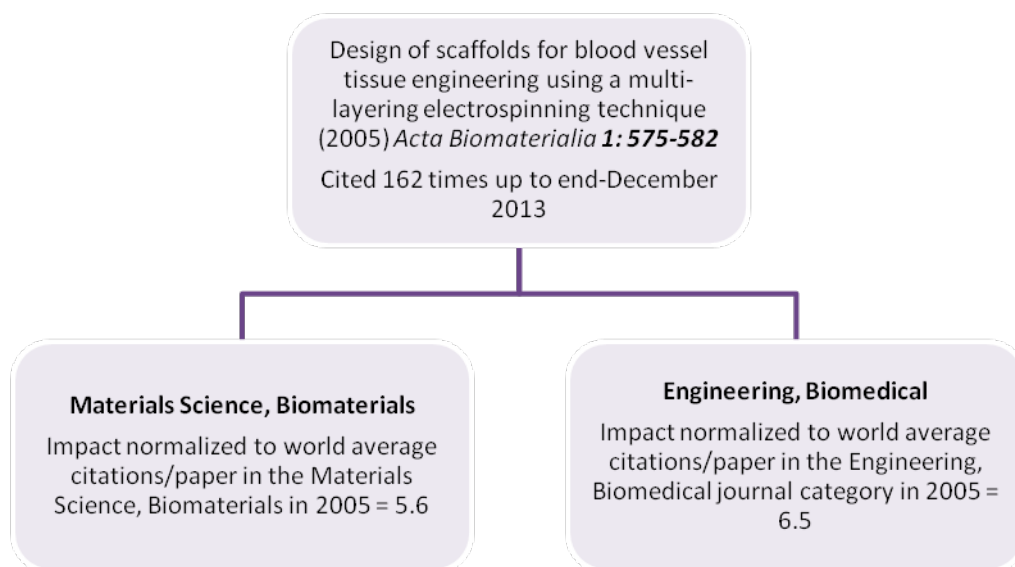 Design of scaffolds for blood vessel
tissue engineering using a multi-
layering electrospinning technique
(2005) Acta Biomaterialia 1: 575-582
Cited 162 times up to end-December
2013
Materials Science, Biomaterials
Impact normalized to world average
citations/paper in the Materials
Science, Biomaterials in 2005 = 5.6
Engineering, Biomedical
Impact normalized to world average
citations/paper in the Engineering,
Biomedical journal category in 2005 =
6.5